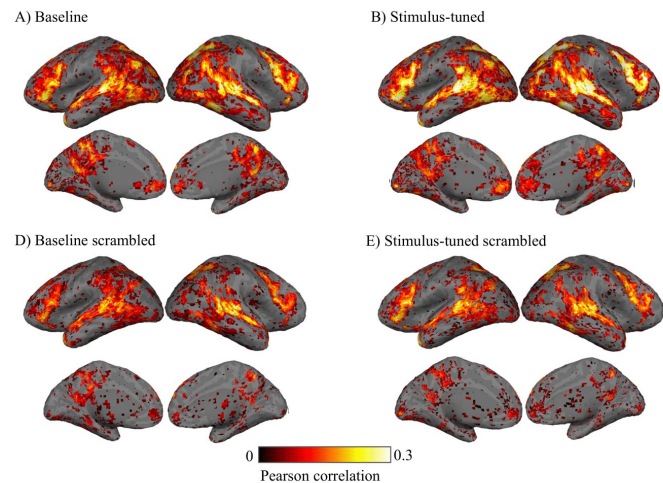 A) Baseline
B) Stimulus-tuned
D) Baseline scrambled
E) Stimulus-tuned scrambled
0
0.3
Pearson correlation